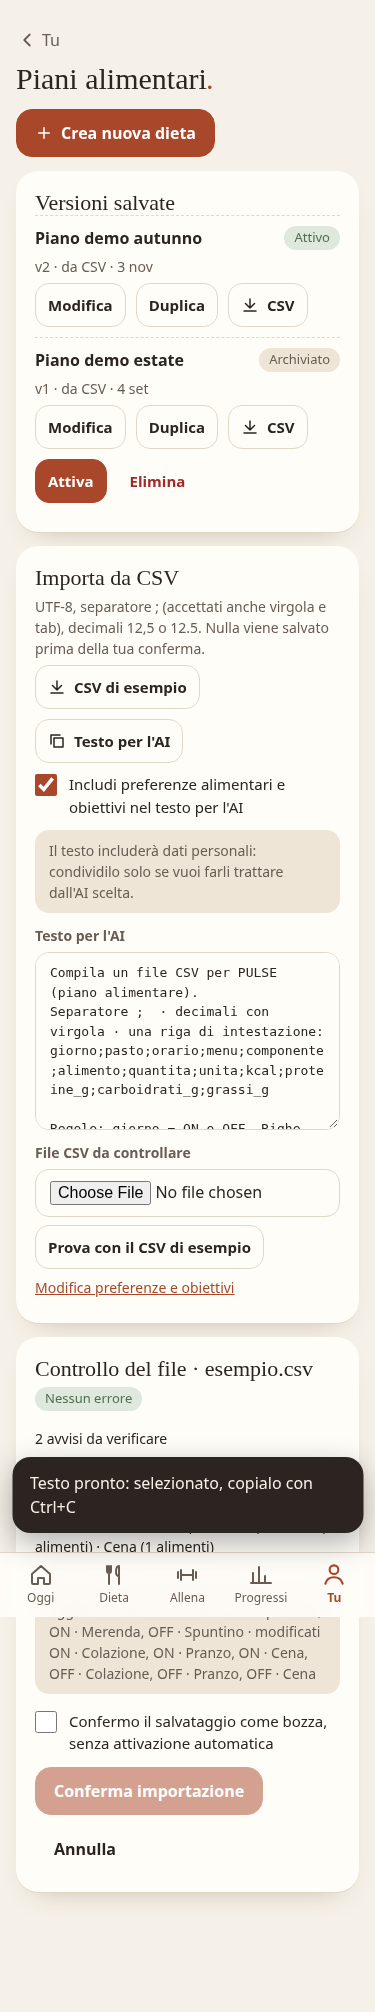 Tu
Piani alimentari.
Crea nuova dieta
Versioni salvate
Piano demo autunno
Attivo
v2 · da CSV · 3 nov
Modifica
Duplica
CSV
Piano demo estate
Archiviato
v1 · da CSV · 4 set
Modifica
Duplica
CSV
Attiva
Elimina
Importa da CSV
UTF-8, separatore ; (accettati anche virgola e
tab), decimali 12,5 o 12.5. Nulla viene salvato
prima della tua conferma.
CSV di esempio
Testo per l'AI
Includi preferenze alimentari e
obiettivi nel testo per l'AI
Il testo includerà dati personali:
condividilo solo se vuoi farli trattare
dall'AI scelta.
Testo per l'AI
Compila un file CSV per PULSE
(piano alimentare).
Separatore ;  · decimali con
virgola · una riga di intestazione:
giorno;pasto;orario;menu;componente
;alimento;quantita;unita;kcal;prote
ine_g;carboidrati_g;grassi_g
Regole: giorno = ON o OFF. Righe
File CSV da controllare
Choose File No file chosen
Prova con il CSV di esempio
Modifica preferenze e obiettivi
Controllo del file · esempio.csv
Nessun errore
2 avvisi da verificare
Testo pronto: selezionato, copialo con
Ctrl+C
alimenti) · Cena (1 alimenti)
Oggi
Dieta
Allena
Progressi
Tu
ON · Merenda, OFF · Spuntino · modificati
ON · Colazione, ON · Pranzo, ON · Cena,
OFF · Colazione, OFF · Pranzo, OFF · Cena
Confermo il salvataggio come bozza,
senza attivazione automatica
Conferma importazione
Annulla